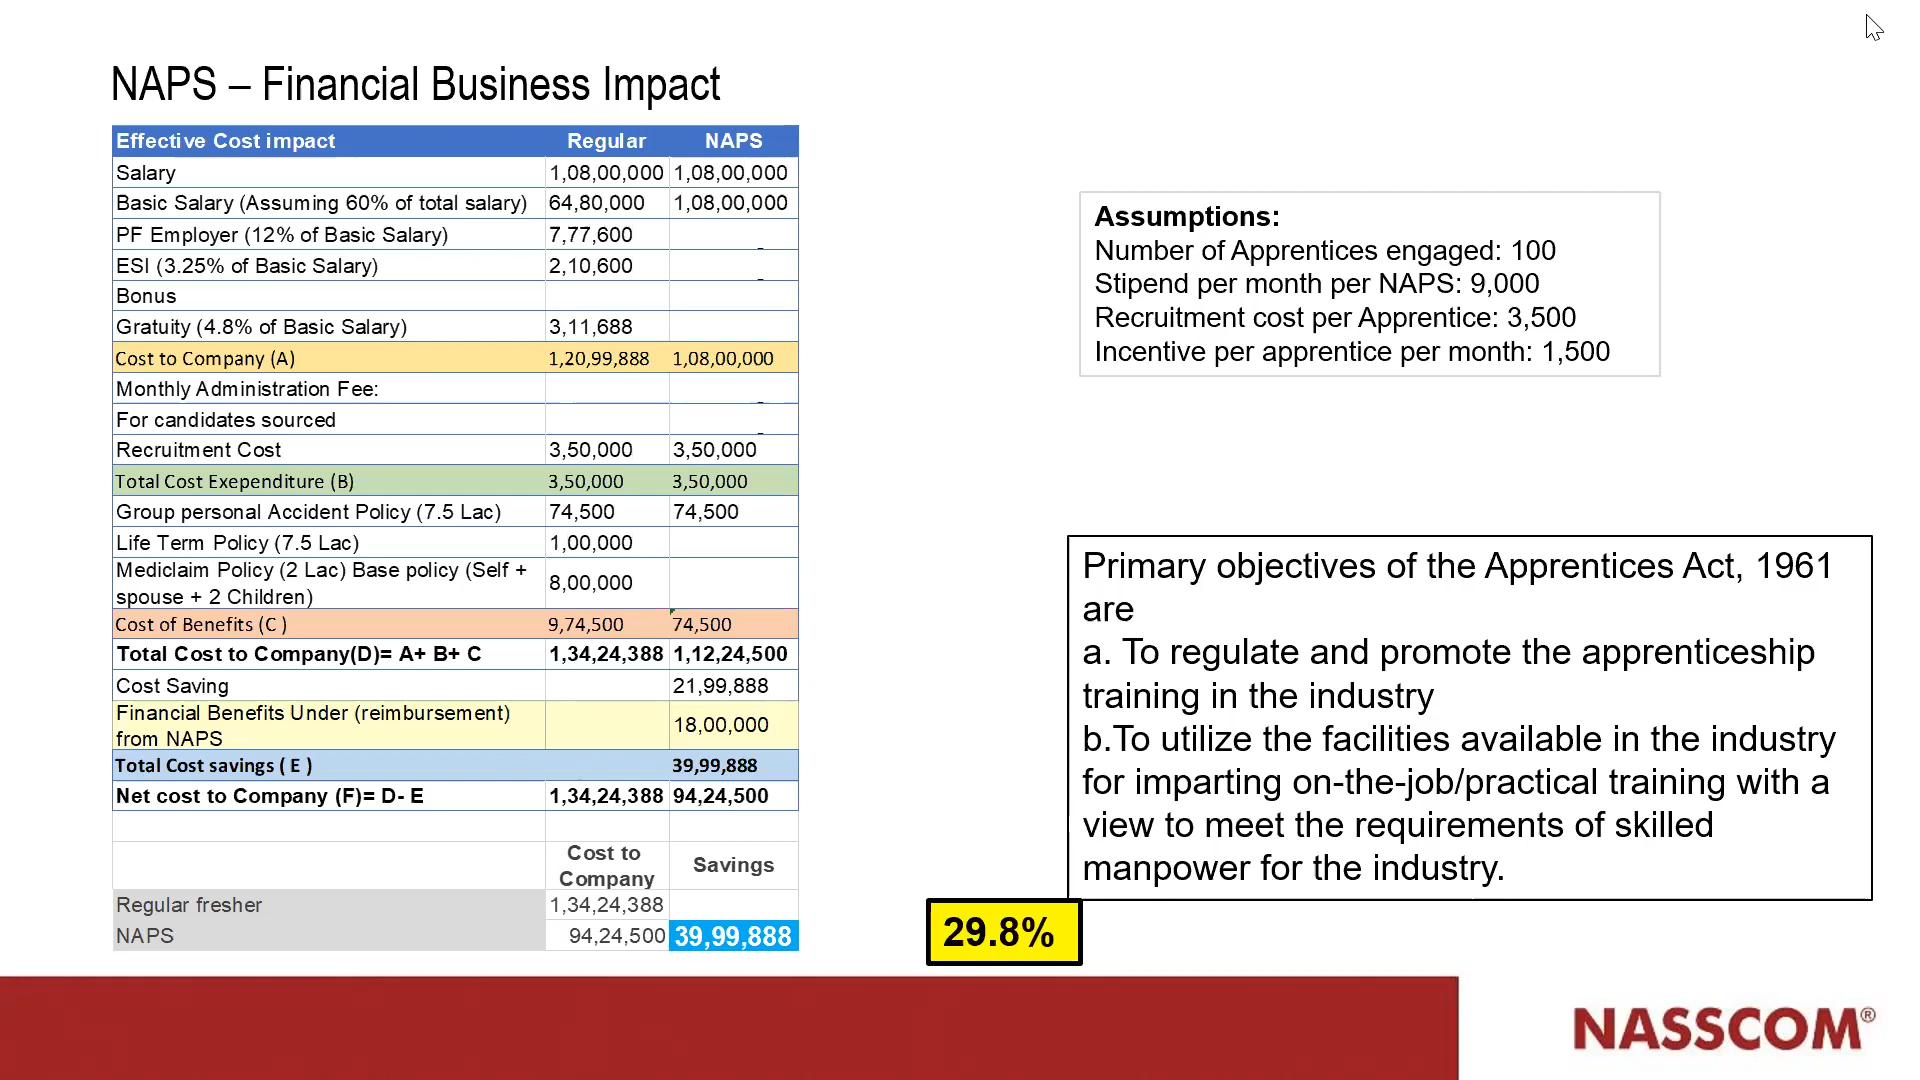 NAPS – Financial Business Impact
Effective Cost impact Regular NAPS
Salary 1,08,00,000 1,08,00,000
Basic Salary (Assuming 60% of total salary) 64,80,000 1,08,00,000
PF Employer (12% of Basic Salary) 7,77,600 -
ESI (3.25% of Basic Salary) 2,10,600 -
Bonus
Gratuity (4.8% of Basic Salary) 3,11,688
Cost to Company (A) 1,20,99,888 1,08,00,000
Monthly Administration Fee: -
For candidates sourced -
Recruitment Cost 3,50,000 3,50,000
Total Cost Exependiture (B) 3,50,000 3,50,000
Group personal Accident Policy (7.5 Lac) 74,500 74,500
Life Term Policy (7.5 Lac) 1,00,000
Mediclaim Policy (2 Lac) Base policy (Self +
spouse + 2 Children) 8,00,000
Cost of Benefits (C ) 9,74,500 74,500
Total Cost to Company(D)= A+ B+ C 1,34,24,388 1,12,24,500
Cost Saving 21,99,888
Financial Benefits Under (reimbursement)
from NAPS 18,00,000
Total Cost savings ( E ) 39,99,888
Net cost to Company (F)= D- E 1,34,24,388 94,24,500
Cost to
Company Savings
Regular fresher 1,34,24,388
NAPS 94,24,500 39,99,888
Assumptions:
Number of Apprentices engaged: 100
Stipend per month per NAPS: 9,000
Recruitment cost per Apprentice: 3,500
Incentive per apprentice per month: 1,500
Primary objectives of the Apprentices Act, 1961
are
a. To regulate and promote the apprenticeship
training in the industry
b.To utilize the facilities available in the industry
for imparting on-the-job/practical training with a
view to meet the requirements of skilled
manpower for the industry.
29.8%
NASSCOM®